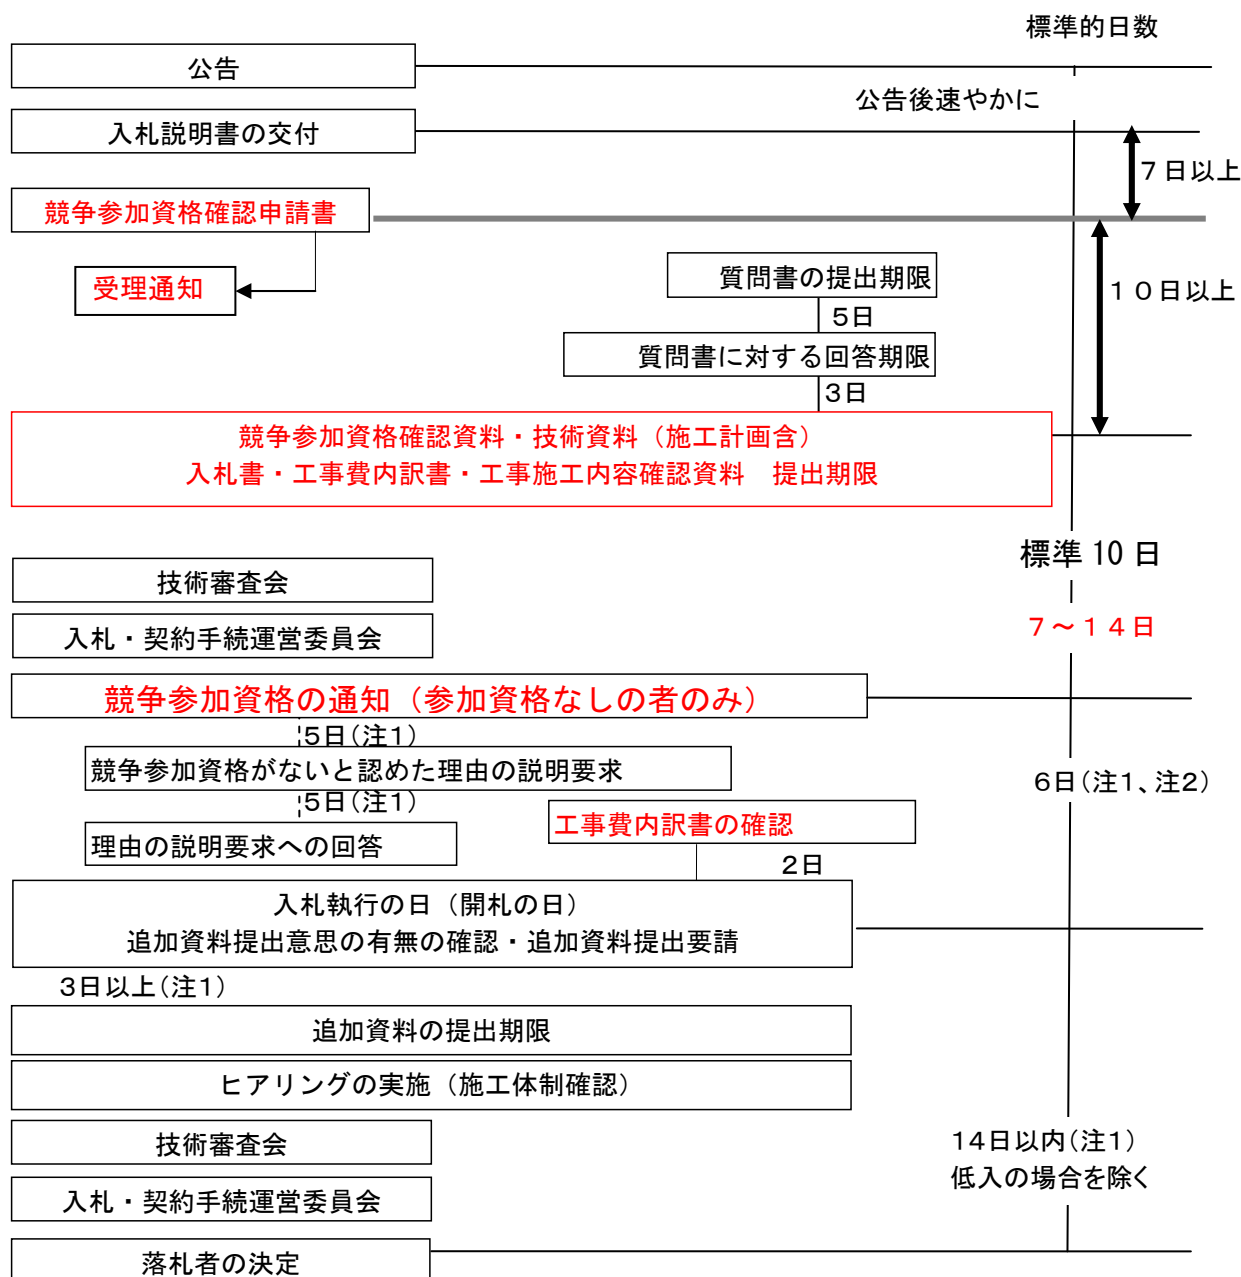 標準的日数
公告
公告後速やかに
入札説明書の交付
7日以上
競争参加資格確認申請書
受理通知
質問書の提出期限
10日以上
5日
質問書に対する回答期限
3日
競争参加資格確認資料・技術資料（施工計画含）
入札書・工事費内訳書・工事施工内容確認資料　提出期限
標準10日
技術審査会
入札・契約手続運営委員会
7～14日
競争参加資格の通知（参加資格なしの者のみ）
5日（注1）
競争参加資格がないと認めた理由の説明要求
6日（注1、注2）
5日（注1）
工事費内訳書の確認
理由の説明要求への回答
2日
入札執行の日（開札の日）
追加資料提出意思の有無の確認・追加資料提出要請
3日以上（注1）
追加資料の提出期限
ヒアリングの実施（施工体制確認）
技術審査会
14日以内（注1）
低入の場合を除く
入札・契約手続運営委員会
落札者の決定